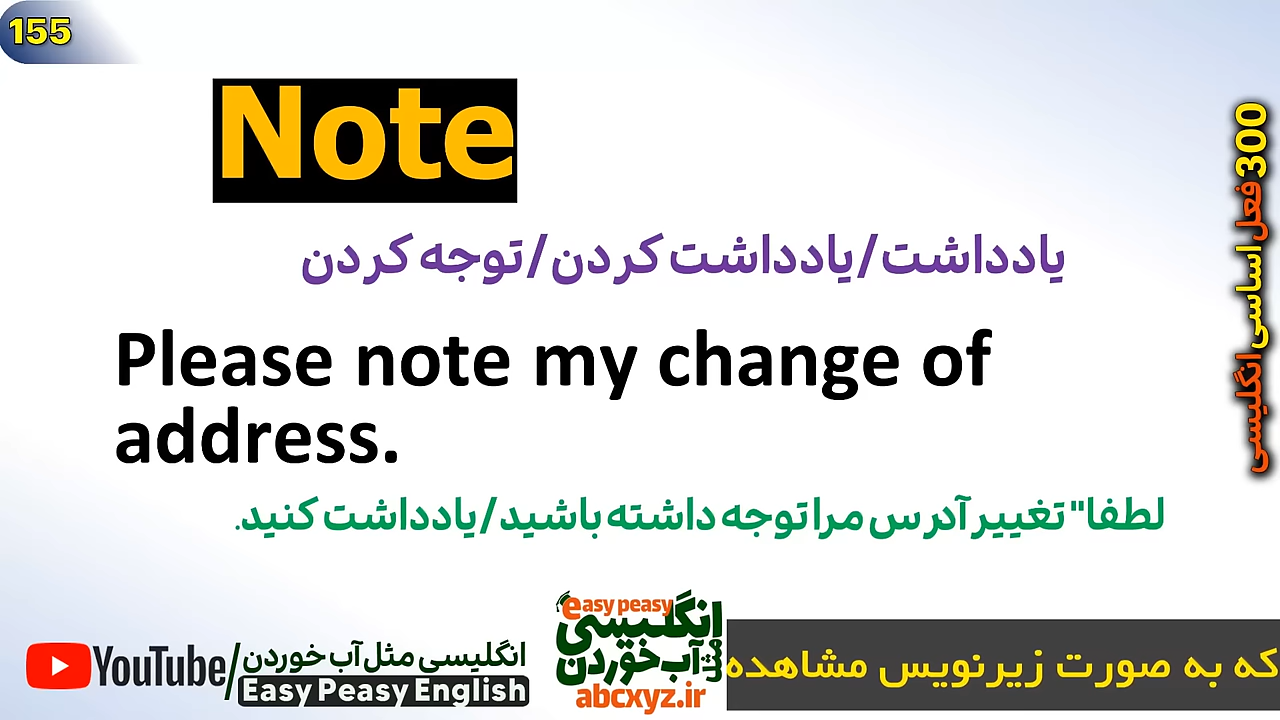 155
Note
یادداشت/یادداشت کردن/توجه کردن
Please note my change of
address.
لطفا" تغییر آدرس مرا توجه داشته باشید/یادداشت کنید.
300 فعل اساسی انگلیسی
YouTube/انگلیسی مثل آب خوردن
Easy Peasy English
easy peasy
انگلیسی
مثل آب خوردن
abcxyz.ir
که به صورت زیرنویس مشاهده